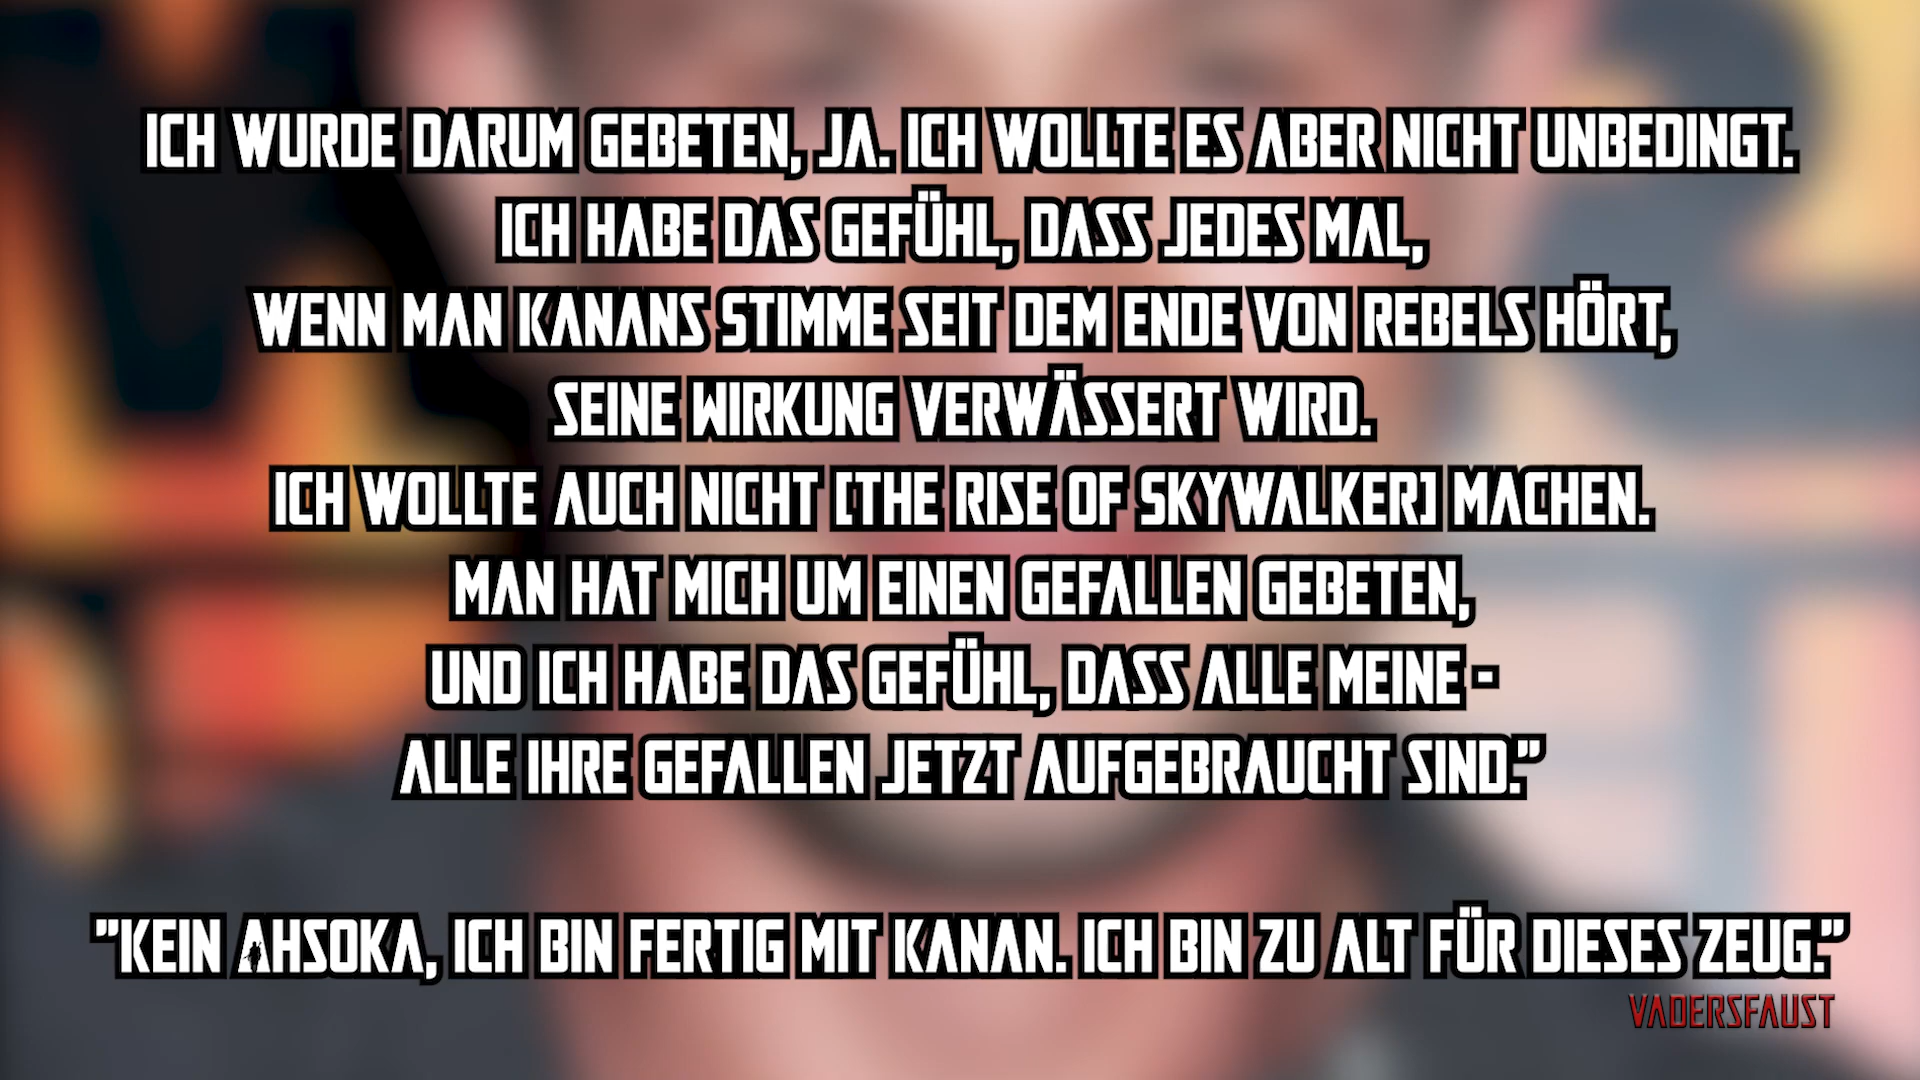 ICH WURDE DARUM GEBETEN, JA. ICH WOLLTE ES ABER NICHT UNBEDINGT.
ICH HABE DAS GEFÜHL, DASS JEDES MAL,
WENN MAN KANANS STIMME SEIT DEM ENDE VON REBELS HÖRT,
SEINE WIRKUNG VERWÄSSERT WIRD.
ICH WOLLTE AUCH NICHT [THE RISE OF SKYWALKER] MACHEN.
MAN HAT MICH UM EINEN GEFALLEN GEBETEN,
UND ICH HABE DAS GEFÜHL, DASS ALLE MEINE -
ALLE IHRE GEFALLEN JETZT AUFGEBRAUCHT SIND."
"KEIN AHSOKA, ICH BIN FERTIG MIT KANAN. ICH BIN ZU ALT FÜR DIESES ZEUG."
VADERSFAUST